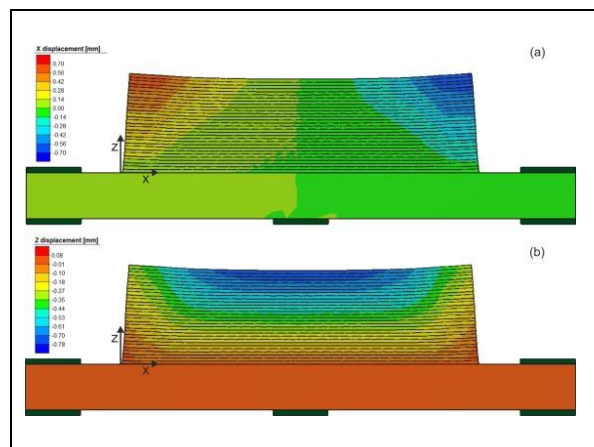 X displacement [mm]
0.70
0.56
0.42
0.28
0.14
0.00
-0.14
-0.28
-0.42
-0.56
-0.70
(a)
Z
X
Z displacement [mm]
0.08
-0.01
-0.10
-0.18
-0.27
-0.35
-0.44
-0.53
-0.61
-0.70
-0.78
(b)
Z
X